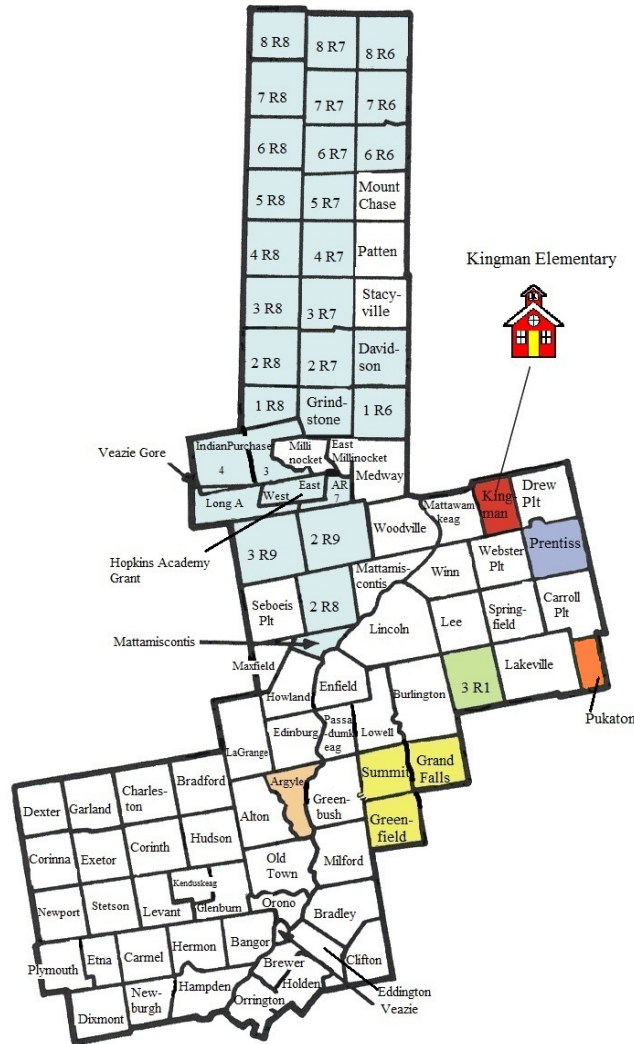 8 R8
8 R7
8 R6
7 R8
7 R7
7 R6
6 R8
6 R7
6 R6
5 R8
5 R7
Mount
Chase
4 R8
4 R7
Patten
Kingman Elementary
3 R8
3 R7
Stacy-
ville
2 R8
2 R7
David-
son
1 R8
Grind-
stone
1 R6
Veazie Gore
IndianPurchase
4
3
Milli
nocket
East
Millinocket
Medway
Long A
West
East
AR
7
Hopkins Academy
Grant
Mattawam
keag
King-
man
Drew
Plt
3 R9
2 R9
Woodville
Winn
Webster
Plt
Prentiss
Mattamis-
contis
Seboeis
Plt
2 R8
Mattamiscontis
Lincoln
Lee
Spring-
field
Carroll
Plt
Maxfield
Howland
Enfield
Burlington
3 R1
Lakeville
Pukaton
LaGrange
Edinburg
Passa
-dumk
eag
Lowell
Summit
Grand
Falls
Argyle
Alton
Green-
bush
Green-
field
Dexter
Garland
Charles-
ton
Bradford
Corinna
Exetor
Corinth
Hudson
Old
Town
Milford
Newport
Stetson
Levant
Kenduskeag
Glenburn
Orono
Bradley
Plymouth
Etna
Carmel
Hermon
Bangor
Brewer
Clifton
Dixmont
New-
burgh
Hampden
Holden
Orrington
Eddington
Veazie